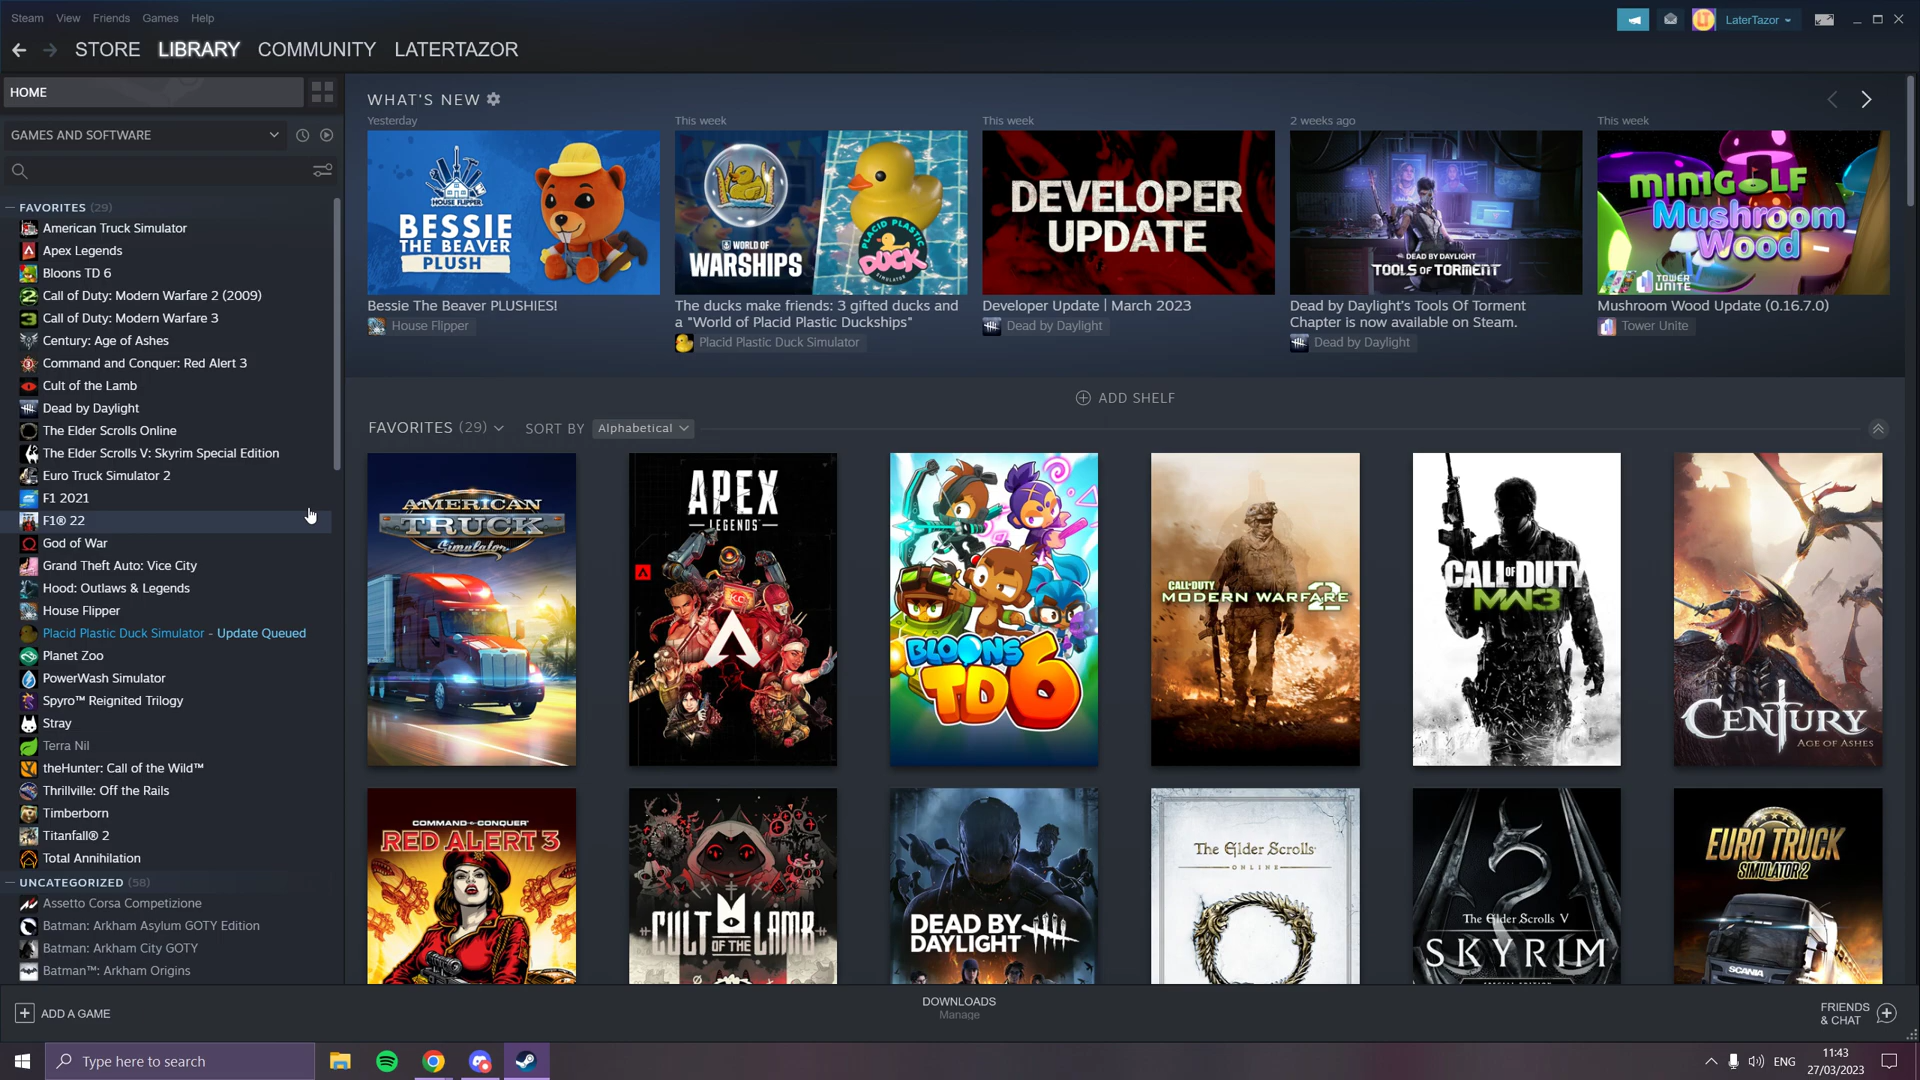 Steam View Friends Games Help
LaterTazor
STORE LIBRARY COMMUNITY LATERTAZOR
HOME
GAMES AND SOFTWARE
FAVORITES (29)
American Truck Simulator
Apex Legends
Bloons TD 6
Call of Duty: Modern Warfare 2 (2009)
Call of Duty: Modern Warfare 3
Century: Age of Ashes
Command and Conquer: Red Alert 3
Cult of the Lamb
Dead by Daylight
The Elder Scrolls Online
The Elder Scrolls V: Skyrim Special Edition
Euro Truck Simulator 2
F1 2021
F1® 22
God of War
Grand Theft Auto: Vice City
Hood: Outlaws & Legends
House Flipper
Placid Plastic Duck Simulator - Update Queued
Planet Zoo
PowerWash Simulator
Spyro™ Reignited Trilogy
Stray
Terra Nil
theHunter: Call of the Wild™
Thrillville: Off the Rails
Timberborn
Titanfall® 2
Total Annihilation
UNCATEGORIZED (58)
Assetto Corsa Competizione
Batman: Arkham Asylum GOTY Edition
Batman: Arkham City GOTY
Batman™: Arkham Origins
WHAT'S NEW
Yesterday
HOUSE FLIPPER
BESSIE
THE BEAVER
PLUSH
Bessie The Beaver PLUSHIES!
House Flipper
This week
WORLD OF
WARSHIPS
PLACID PLASTIC
DUCK
The ducks make friends: 3 gifted ducks and
a "World of Placid Plastic Duckships"
Placid Plastic Duck Simulator
This week
DEVELOPER
UPDATE
Developer Update | March 2023
Dead by Daylight
2 weeks ago
DEAD BY DAYLIGHT
TOOLS OF TORMENT
Dead by Daylight's Tools Of Torment
Chapter is now available on Steam.
Dead by Daylight
This week
MINIGOLF
Mushroom
Wood
TOWER
UNITE
Mushroom Wood Update (0.16.7.0)
Tower Unite
ADD SHELF
FAVORITES (29) SORT BY Alphabetical
AMERICAN
TRUCK
Simulator
APEX
LEGENDS
BLOONS
TD6
CALL OF DUTY
MODERN WARFARE
2
CALL OF DUTY
MW3
CENTURY
AGE OF ASHES
COMMAND CONQUER
RED ALERT 3
CULT
OF THE
LAMB
DEAD BY
DAYLIGHT
The Elder Scrolls
ONLINE
The Elder Scrolls V
SKYRIM
SPECIAL EDITION
EURO TRUCK
SIMULATOR 2
SCANIA
ADD A GAME
DOWNLOADS
Manage
FRIENDS
& CHAT
Type here to search
ENG
11:43
27/03/2023